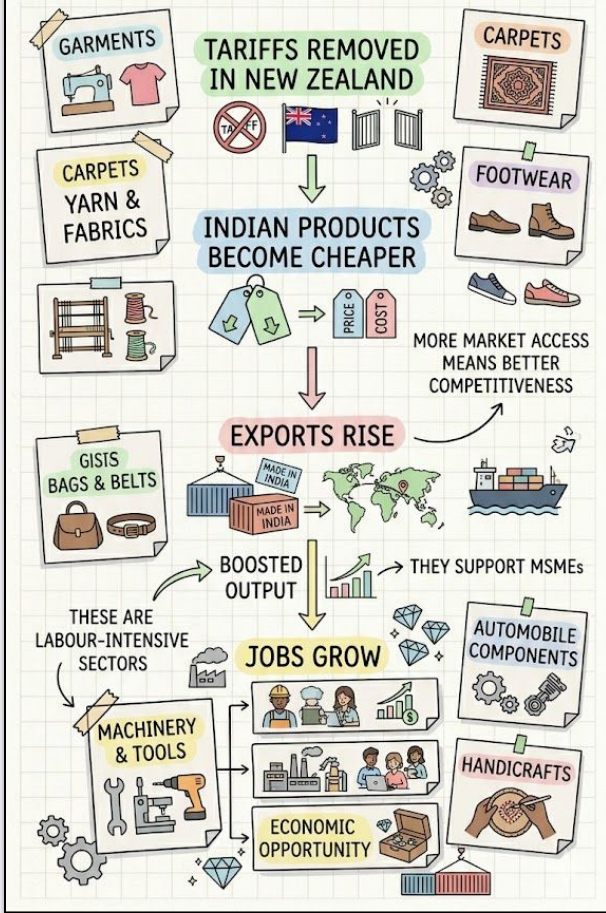 GARMENTS
TARIFFS REMOVED
IN NEW ZEALAND
CARPETS
CARPETS
YARN &
FABRICS
FOOTWEAR
INDIAN PRODUCTS
BECOME CHEAPER
PRICE
COST
MORE MARKET ACCESS
MEANS BETTER
COMPETITIVENESS
EXPORTS RISE
GISTS
BAGS & BELTS
MADE IN
INDIA
MADE IN
INDIA
BOOSTED
OUTPUT
THEY SUPPORT MSMEs
THESE ARE
LABOUR-INTENSIVE
SECTORS
JOBS GROW
AUTOMOBILE
COMPONENTS
MACHINERY
& TOOLS
HANDICRAFTS
ECONOMIC
OPPORTUNITY